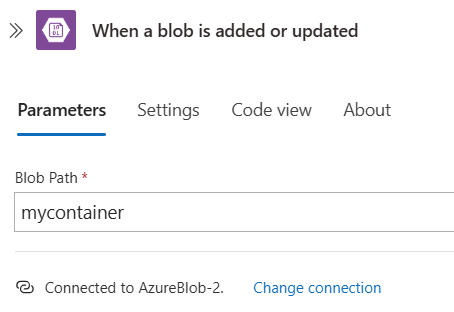 When a blob is added or updated
Parameters Settings Code view About
Blob Path *
mycontainer
Connected to AzureBlob-2. Change connection